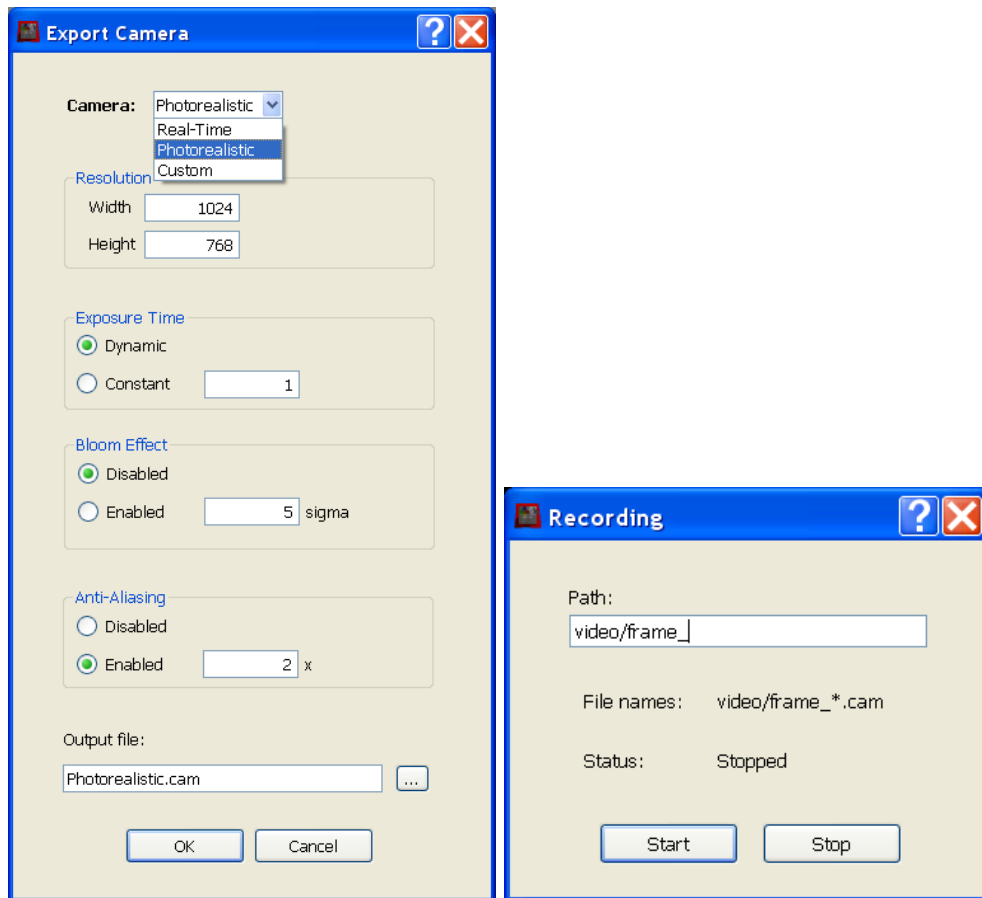 Export Camera
Camera: Photorealistic
Real-Time
Photorealistic
Custom
Resolution
Width 1024
Height 768
Exposure Time
Dynamic
Constant 1
Bloom Effect
Disabled
Enabled 5 sigma
Anti-Aliasing
Disabled
Enabled 2 x
Output file:
Photorealistic.cam ...
OK Cancel
Recording
Path:
video/frame_
File names: video/frame_*.cam
Status: Stopped
Start Stop